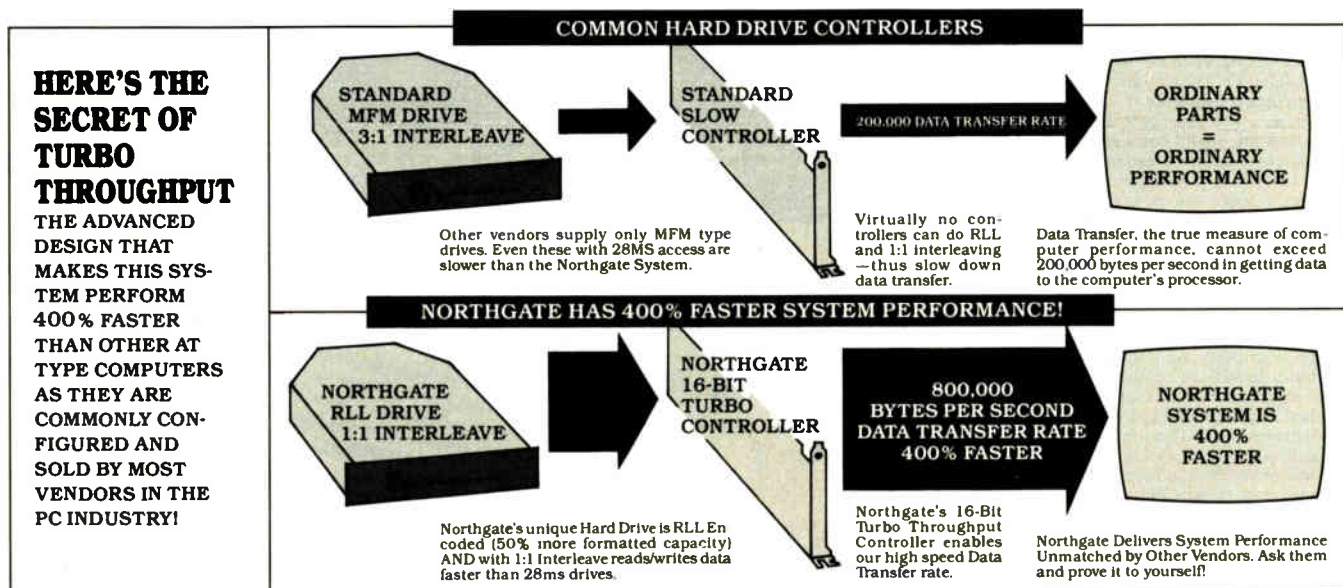 HERE'S THE
SECRET OF
TURBO
THROUGHPUT
THE ADVANCED
DESIGN THAT
MAKES THIS SYS-
TEM PERFORM
400% FASTER
THAN OTHER AT
TYPE COMPUTERS
AS THEY ARE
COMMONLY CON-
FIGURED AND
SOLD BY MOST
VENDORS IN THE
PC INDUSTRY!
COMMON HARD DRIVE CONTROLLERS
STANDARD
MFM DRIVE
3:1 INTERLEAVE
STANDARD
SLOW
CONTROLLER
200.000 DATA TRANSFER RATE
ORDINARY
PARTS
=
ORDINARY
PERFORMANCE
Other vendors supply only MFM type
drives. Even these with 28MS access are
slower than the Northgate System.
Virtually no con-
trollers can do RLL
and 1:1 interleaving
—thus slow down
data transfer.
Data Transfer, the true measure of com-
puter performance, cannot exceed
200,000 bytes per second in getting data
to the computer's processor.
NORTHGATE HAS 400% FASTER SYSTEM PERFORMANCE!
NORTHGATE
RLL DRIVE
1:1 INTERLEAVE
NORTHGATE
16-BIT
TURBO
CONTROLLER
800,000
BYTES PER SECOND
DATA TRANSFER RATE
400% FASTER
NORTHGATE
SYSTEM IS
400%
FASTER
Northgate's unique Hard Drive is RLL En
coded (50% more formatted capacity)
AND with 1:1 Interleave reads/writes data
faster than 28ms drives.
Northgate's 16-Bit
Turbo Throughput
Controller enables
our high speed Data
Transfer rate.
Northgate Delivers System Performance
Unmatched by Other Vendors. Ask them
and prove it to yourself!